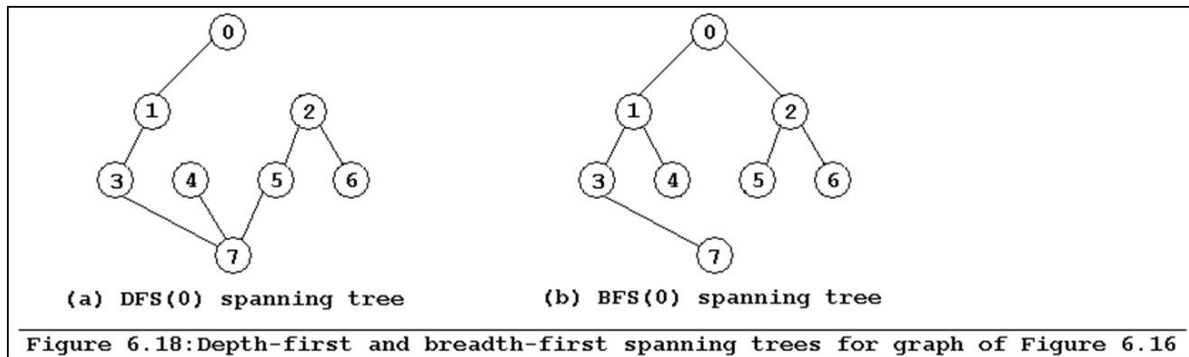 0
1
2
3 4 5 6
7
(a) DFS(0) spanning tree
0
1 2
3 4 5 6
7
(b) BFS(0) spanning tree
Figure 6.18:Depth-first and breadth-first spanning trees for graph of Figure 6.16